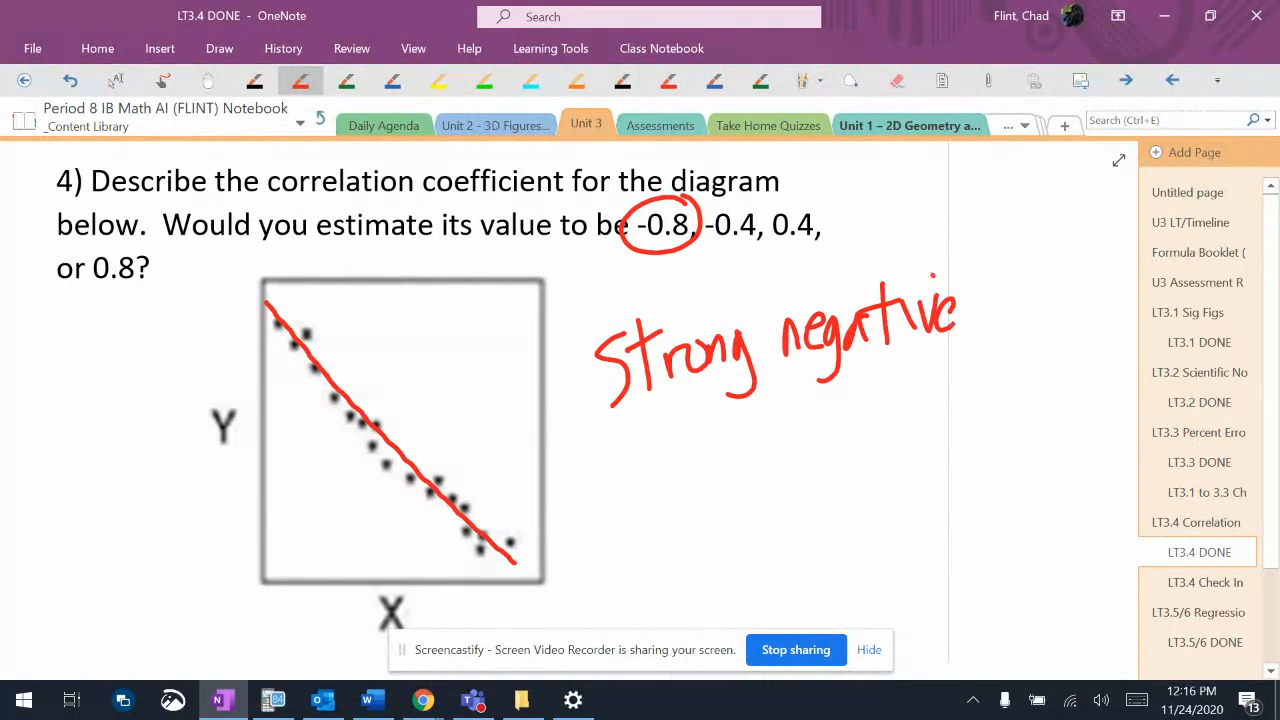 LT3.4 DONE - OneNote
Search
Flint, Chad
File Home Insert Draw History Review View Help Learning Tools Class Notebook
Period 8 IB Math AI (FLINT) Notebook
_Content Library
Daily Agenda Unit 2 - 3D Figures... Unit 3 Assessments Take Home Quizzes Unit 1 – 2D Geometry a... ... Search (Ctrl+E)
4) Describe the correlation coefficient for the diagram
below. Would you estimate its value to be -0.8, -0.4, 0.4,
or 0.8?
Strong negative
Y
X
Add Page
Untitled page
U3 LT/Timeline
Formula Booklet (
U3 Assessment R
LT3.1 Sig Figs
LT3.1 DONE
LT3.2 Scientific No
LT3.2 DONE
LT3.3 Percent Erro
LT3.3 DONE
LT3.1 to 3.3 Ch
LT3.4 Correlation
LT3.4 DONE
LT3.4 Check In
LT3.5/6 Regressio
LT3.5/6 DONE
Screencastify - Screen Video Recorder is sharing your screen. Stop sharing Hide
12:16 PM
11/24/2020
13